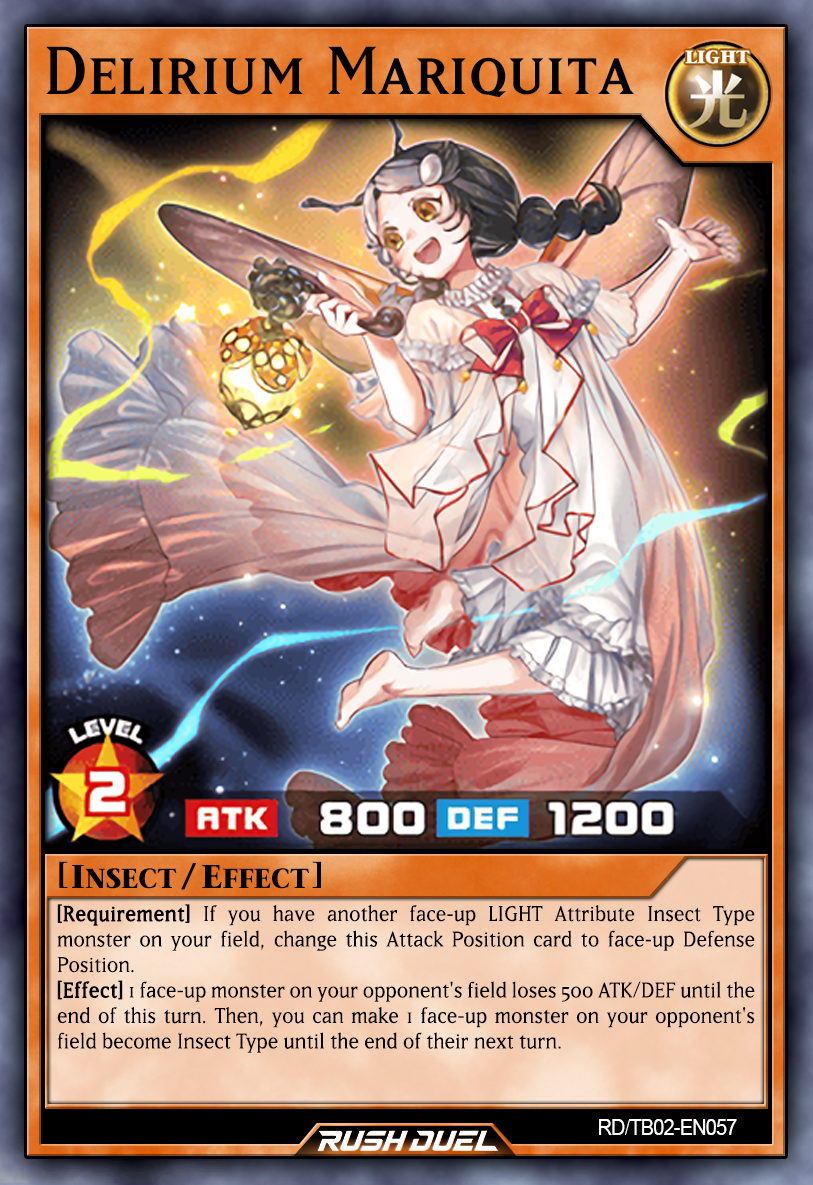 Delirium Mariquita
LIGHT
光
LEVEL
2
ATK 800 DEF 1200
[Insect/Effect]
[Requirement] If you have another face-up LIGHT Attribute Insect Type
monster on your field, change this Attack Position card to face-up Defense
Position.
[Effect] 1 face-up monster on your opponent's field loses 500 ATK/DEF until the
end of this turn. Then, you can make 1 face-up monster on your opponent's
field become Insect Type until the end of their next turn.
RD/TB02-EN057
RUSH DUEL